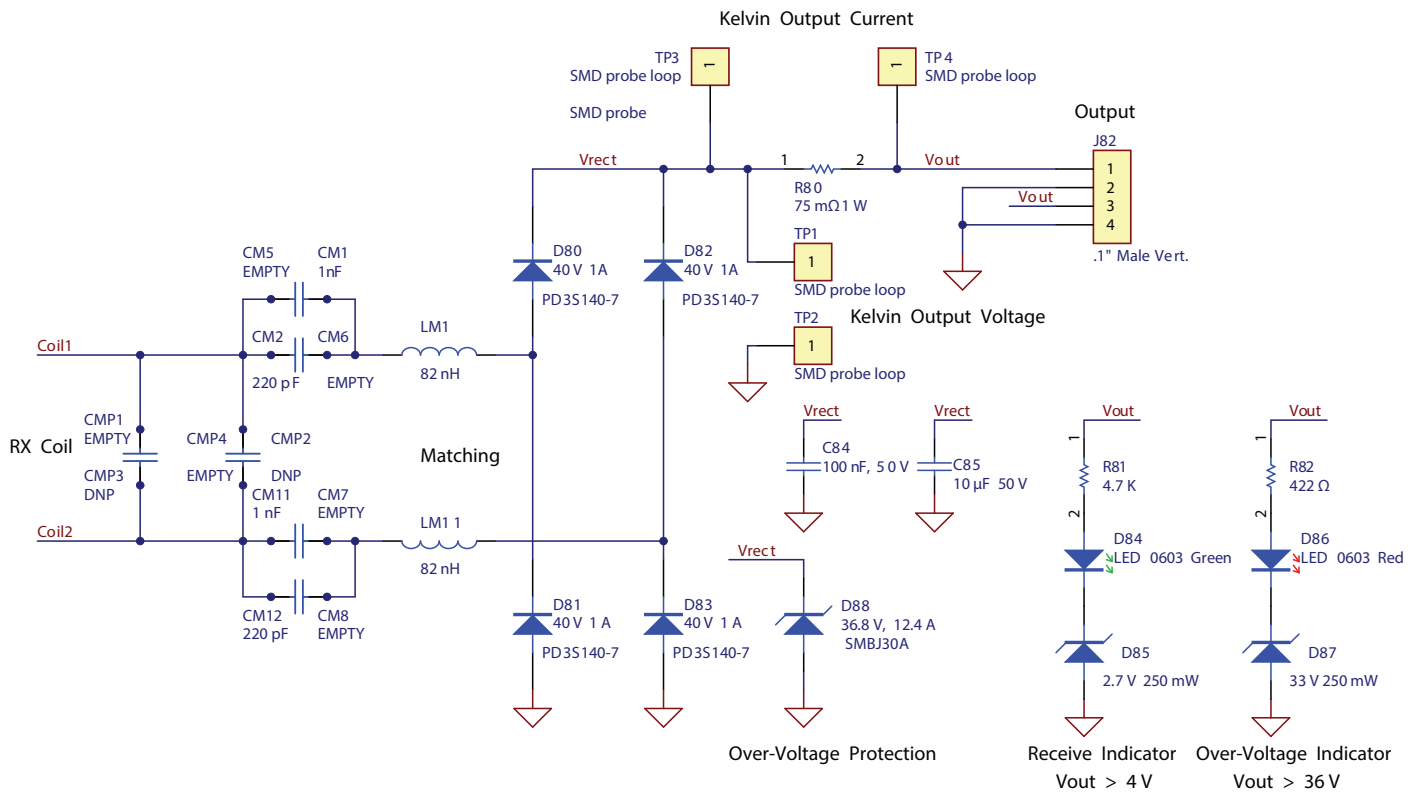 Kelvin Output Current
TP3
SMD probe loop
1
TP4
SMD probe loop
1
SMD probe
Output
J82
Vrect
1
2
Vout
1
2
3
4
Vout
R80
75 mΩ 1 W
.1" Male Vert.
TP1
1
SMD probe loop
Kelvin Output Voltage
TP2
1
SMD probe loop
D80
40 V 1A
PD3S140-7
D82
40 V 1A
PD3S140-7
CM5
EMPTY
CM1
1nF
CM2
220 pF
CM6
EMPTY
LM1
82 nH
Coil1
RX Coil
CMP1
EMPTY
CMP3
DNP
CMP4
EMPTY
CMP2
DNP
Matching
CM11
1 nF
CM7
EMPTY
Coil2
LM11
82 nH
CM12
220 pF
CM8
EMPTY
D81
40 V 1 A
PD3S140-7
D83
40 V 1 A
PD3S140-7
Vrect
C84
100 nF, 50 V
Vrect
C85
10 µF 50 V
Vrect
D88
36.8 V, 12.4 A
SMBJ30A
Over-Voltage Protection
Vout
1
R81
4.7 K
2
D84
LED 0603 Green
D85
2.7 V 250 mW
Receive Indicator
Vout > 4 V
Vout
1
R82
422 Ω
2
D86
LED 0603 Red
D87
33 V 250 mW
Over-Voltage Indicator
Vout > 36 V